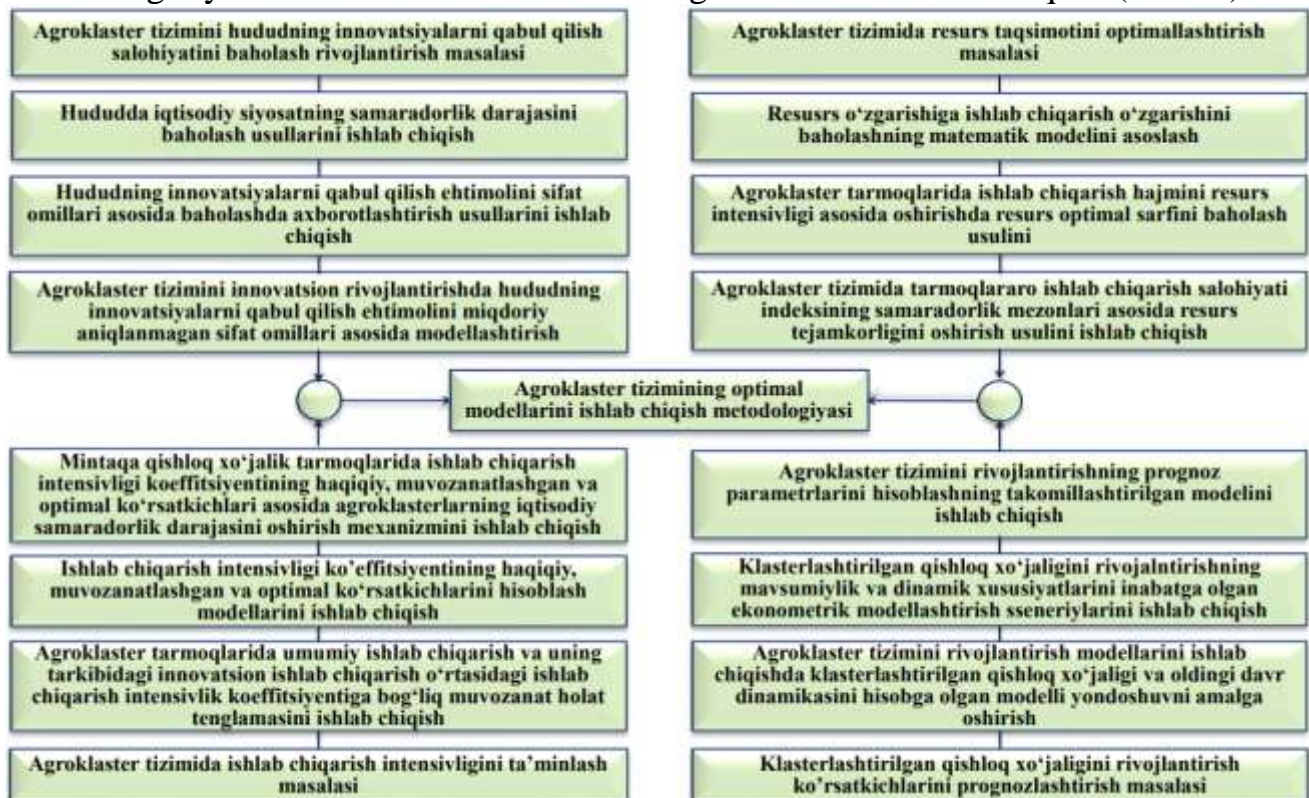 Agroklaster tizimini hududning innovatsiyalarni qabul qilish
salohiyatini baholash rivojlantirish masalasi
Hududda iqtisodiy siyosatning samaradorlik darajasini
baholash usullarini ishlab chiqish
Hududning innovatsiyalarni qabul qilish ehtimolini sifat
omillari asosida baholashda axborotlashtirish usullarini ishlab
chiqish
Agroklaster tizimini innovatsion rivojlantirishda hududning
innovatsiyalarni qabul qilish ehtimolini miqdoriy
aniqlanmagan sifat omillari asosida modellashtirish
Agroklaster tizimida resurs taqsimotini optimallashtirish
masalasi
Resusrs o‘zgarishiga ishlab chiqarish o‘zgarishini
baholashning matematik modelini asoslash
Agroklaster tarmoqlarida ishlab chiqarish hajmini resurs
intensivligi asosida oshirishda resurs optimal sarfini baholash
usulini
Agroklaster tizimida tarmoqlararo ishlab chiqarish salohiyati
indeksining samaradorlik mezonlari asosida resurs
tejamkorligini oshirish usulini ishlab chiqish
Agroklaster tizimining optimal
modellarini ishlab chiqish metodologiyasi
Mintaqa qishloq xo‘jalik tarmoqlarida ishlab chiqarish
intensivligi koeffitsiyentining haqiqiy, muvozanatlashgan va
optimal ko‘rsatkichlari asosida agroklasterlarning iqtisodiy
samaradorlik darajasini oshirish mexanizmini ishlab chiqish
Ishlab chiqarish intensivligi ko’effitsiyentining haqiqiy,
muvozanatlashgan va optimal ko‘rsatkichlarini hisoblash
modellarini ishlab chiqish
Agroklaster tarmoqlarida umumiy ishlab chiqarish va uning
tarkibidagi innovatsion ishlab chiqarish o‘rtasidagi ishlab
chiqarish intensivlik koeffitsiyentiga bog‘liq muvozanat holat
tenglamasini ishlab chiqish
Agroklaster tizimida ishlab chiqarish intensivligini ta’minlash
masalasi
Agroklaster tizimini rivojlantirishning prognoz
parametrlarini hisoblashning takomillashtirilgan modelini
ishlab chiqish
Klasterlashtirilgan qishloq xo‘jaligini rivojalntirishning
mavsumiylik va dinamik xususiyatlarini inabatga olgan
ekonometrik modellashtirish sseneriylarini ishlab chiqish
Agroklaster tizimini rivojlantirish modellarini ishlab
chiqishda klasterlashtirilgan qishloq xo‘jaligi va oldingi davr
dinamikasini hisobga olgan modelli yondoshuvni amalga
oshirish
Klasterlashtirilgan qishloq xo‘jaligini rivojlantirish
ko’rsatkichlarini prognozlashtirish masalasi